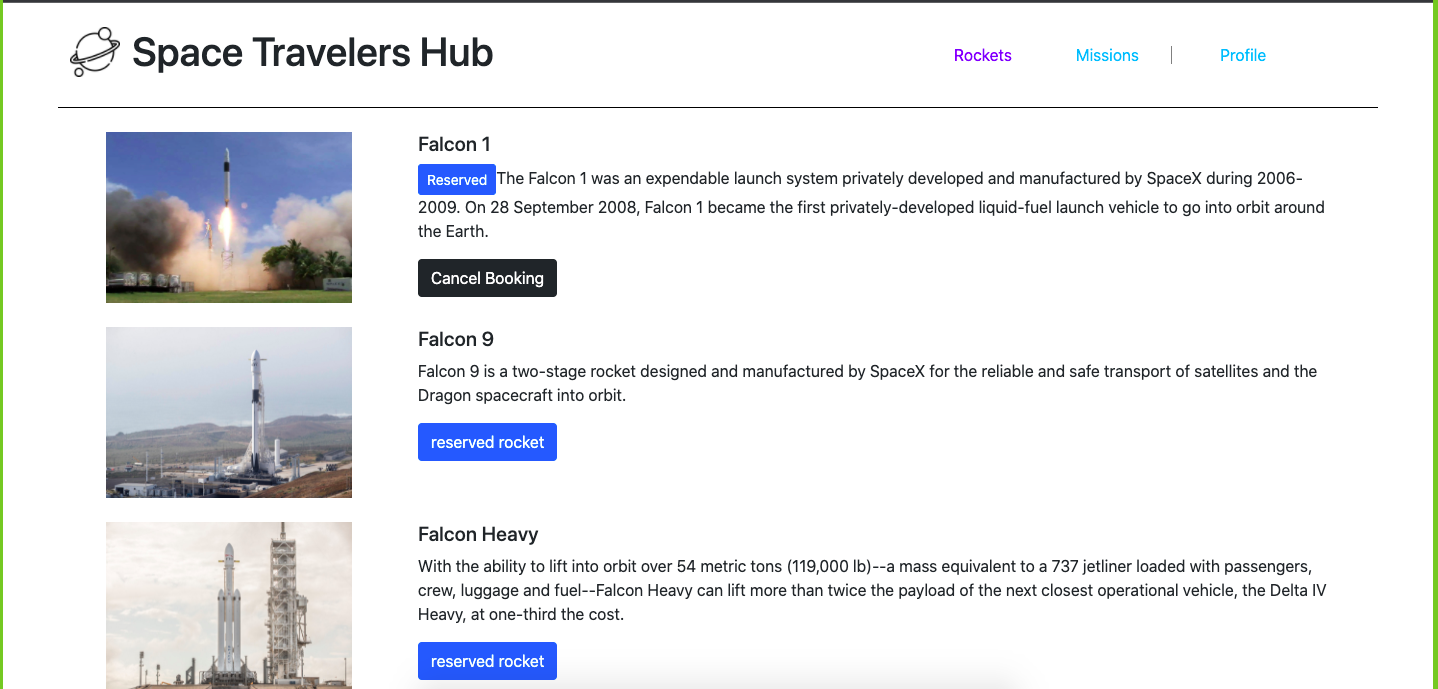 Space Travelers Hub
Rockets
Missions
Profile
Falcon 1
Reserved The Falcon 1 was an expendable launch system privately developed and manufactured by SpaceX during 2006-
2009. On 28 September 2008, Falcon 1 became the first privately-developed liquid-fuel launch vehicle to go into orbit around
the Earth.
Cancel Booking
Falcon 9
Falcon 9 is a two-stage rocket designed and manufactured by SpaceX for the reliable and safe transport of satellites and the
Dragon spacecraft into orbit.
reserved rocket
Falcon Heavy
With the ability to lift into orbit over 54 metric tons (119,000 lb)--a mass equivalent to a 737 jetliner loaded with passengers,
crew, luggage and fuel--Falcon Heavy can lift more than twice the payload of the next closest operational vehicle, the Delta IV
Heavy, at one-third the cost.
reserved rocket